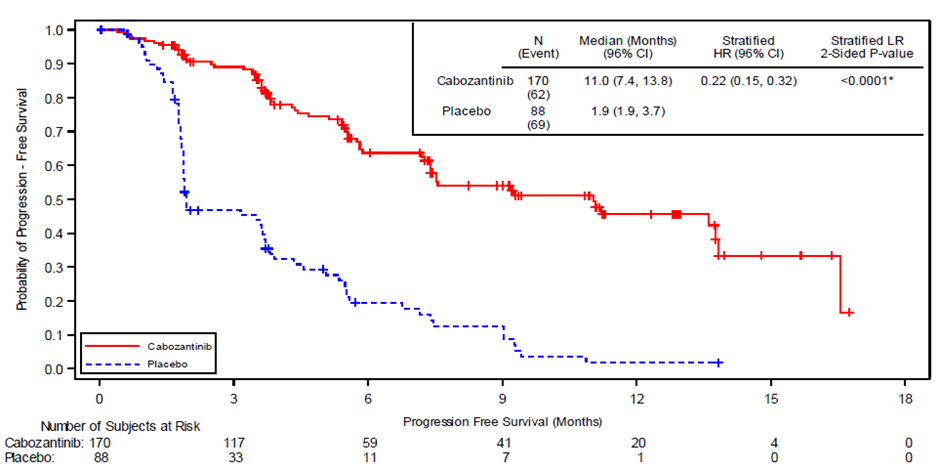 N Median (Months) Stratified Stratified LR
(Event) (96% CI) HR (96% CI) 2-Sided P-value
Cabozantinib 170 11.0 (7.4, 13.8) 0.22 (0.15, 0.32) <0.0001*
(62)
Placebo 88 1.9 (1.9, 3.7)
(69)
Probability of Progression - Free Survival
1.0
0.9
0.8
0.7
0.6
0.5
0.4
0.3
0.2
0.1
0.0
Cabozantinib
Placebo
0 3 6 9 12 15 18
Progression Free Survival (Months)
Number of Subjects at Risk
Cabozantinib: 170 117 59 41 20 4 0
Placebo: 88 33 11 7 1 0 0